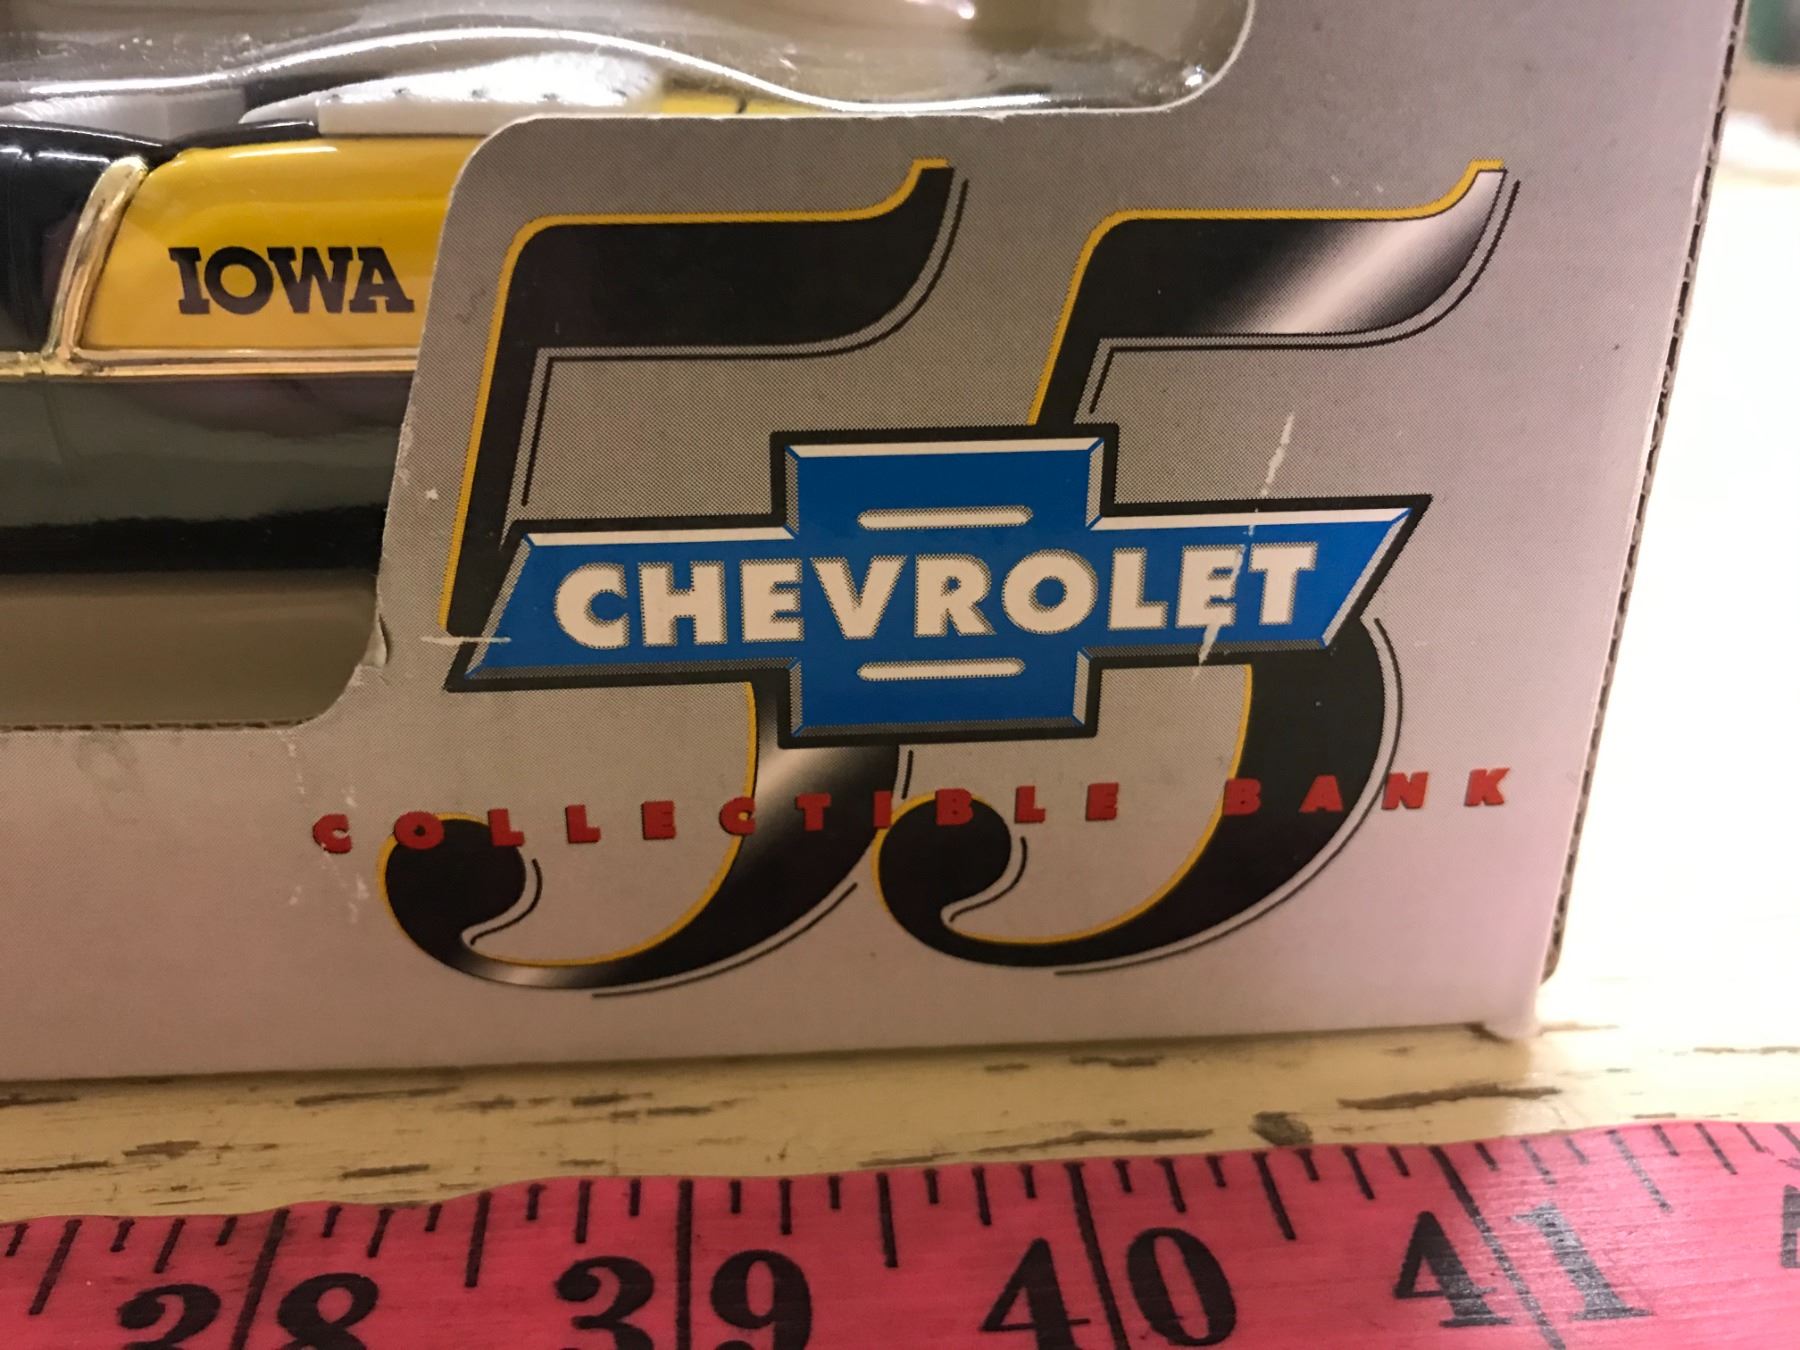 IOWA
55
CHEVROLET
COLLECTIBLE BANK
38 39 40 41